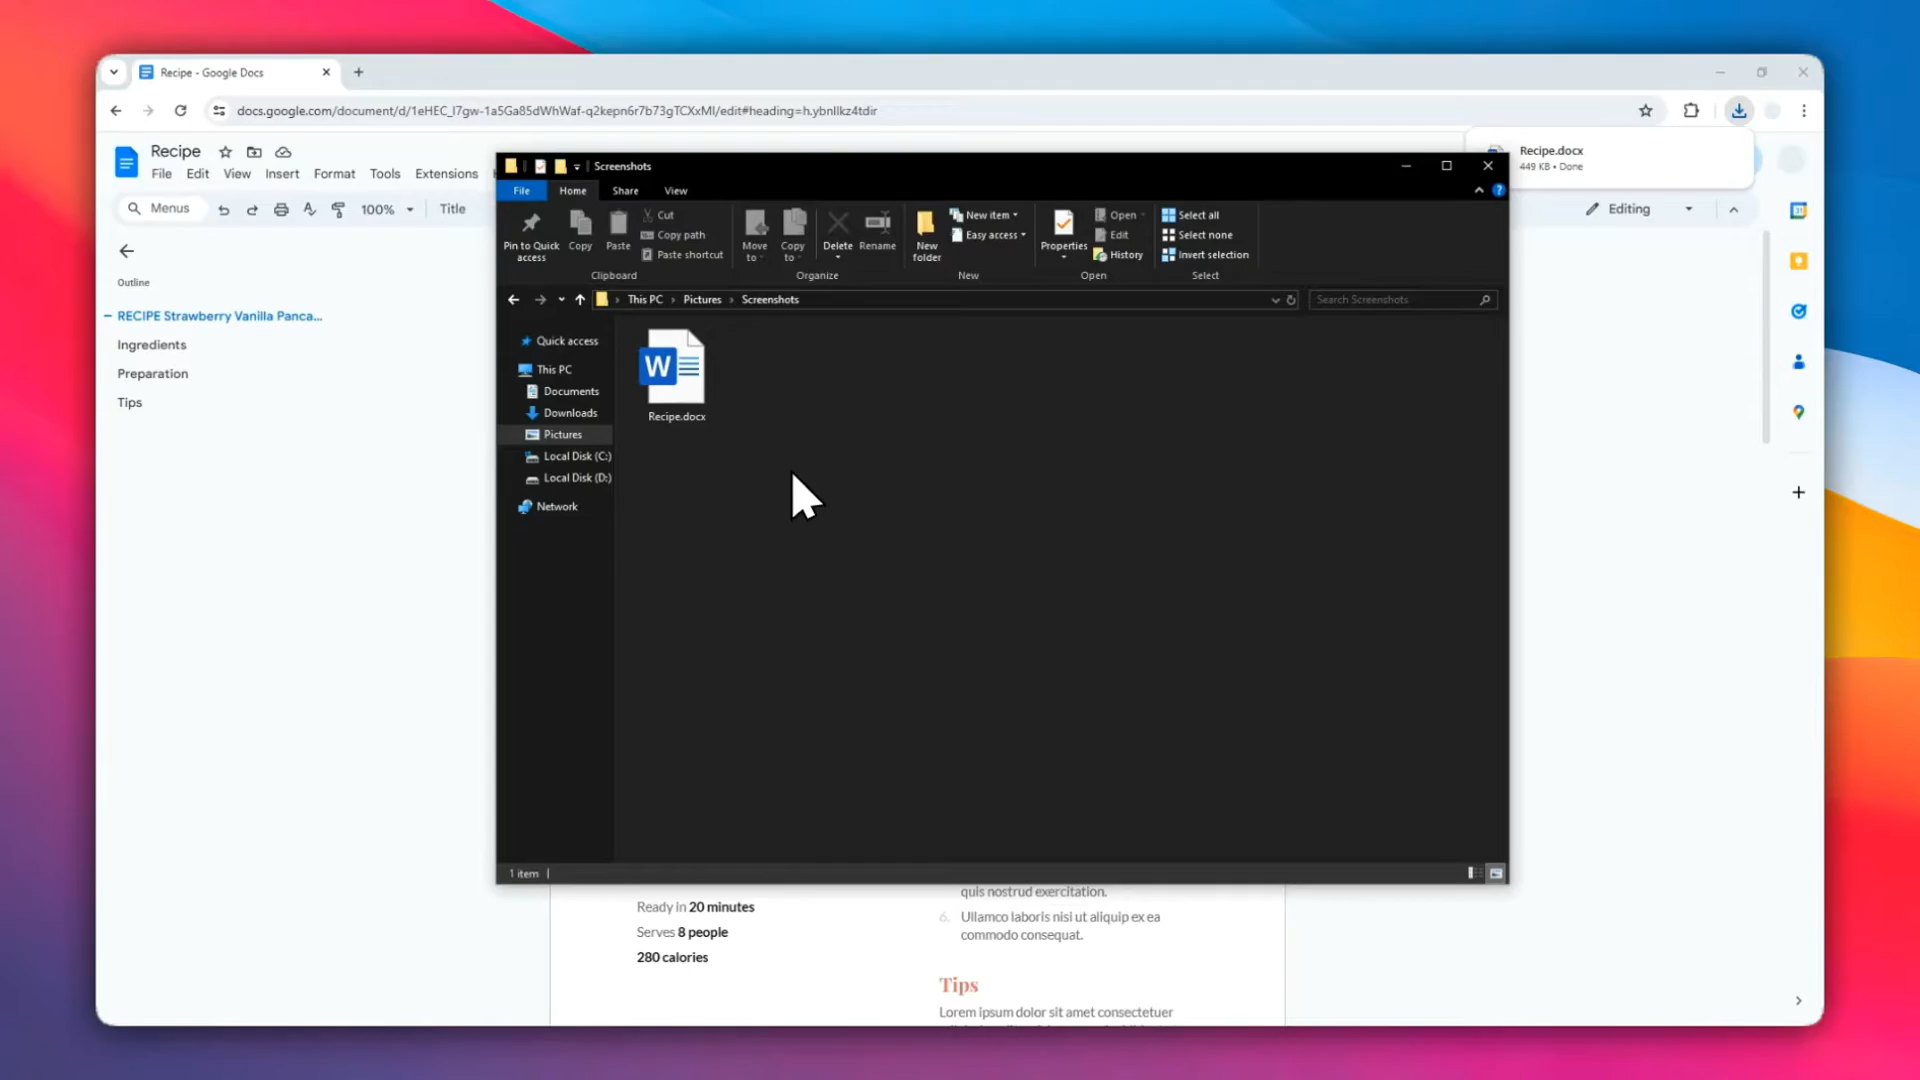 Recipe - Google Docs
docs.google.com/document/d/1eHEC_l7gw-1a5Ga85dWhWaf-q2kepn6r7b73gTCXxMI/edit#heading=h.ybnllkz4tdir
Recipe
File Edit View Insert Format Tools Extensions
Menus 100% Title
Editing
Recipe.docx
449 KB • Done
Outline
RECIPE Strawberry Vanilla Panca...
Ingredients
Preparation
Tips
Screenshots
File Home Share View
Pin to Quick access
Copy
Paste
Cut
Copy path
Paste shortcut
Clipboard
Move to
Copy to
Delete
Rename
Organize
New folder
New item
Easy access
New
Properties
Open
Edit
History
Open
Select all
Select none
Invert selection
Select
This PC > Pictures > Screenshots
Search Screenshots
Quick access
This PC
Documents
Downloads
Pictures
Local Disk (C:)
Local Disk (D:)
Network
W
Recipe.docx
1 item
Ready in 20 minutes
Serves 8 people
280 calories
quis nostrud exercitation.
6. Ullamco laboris nisi ut aliquip ex ea
commodo consequat.
Tips
Lorem ipsum dolor sit amet consectetuer